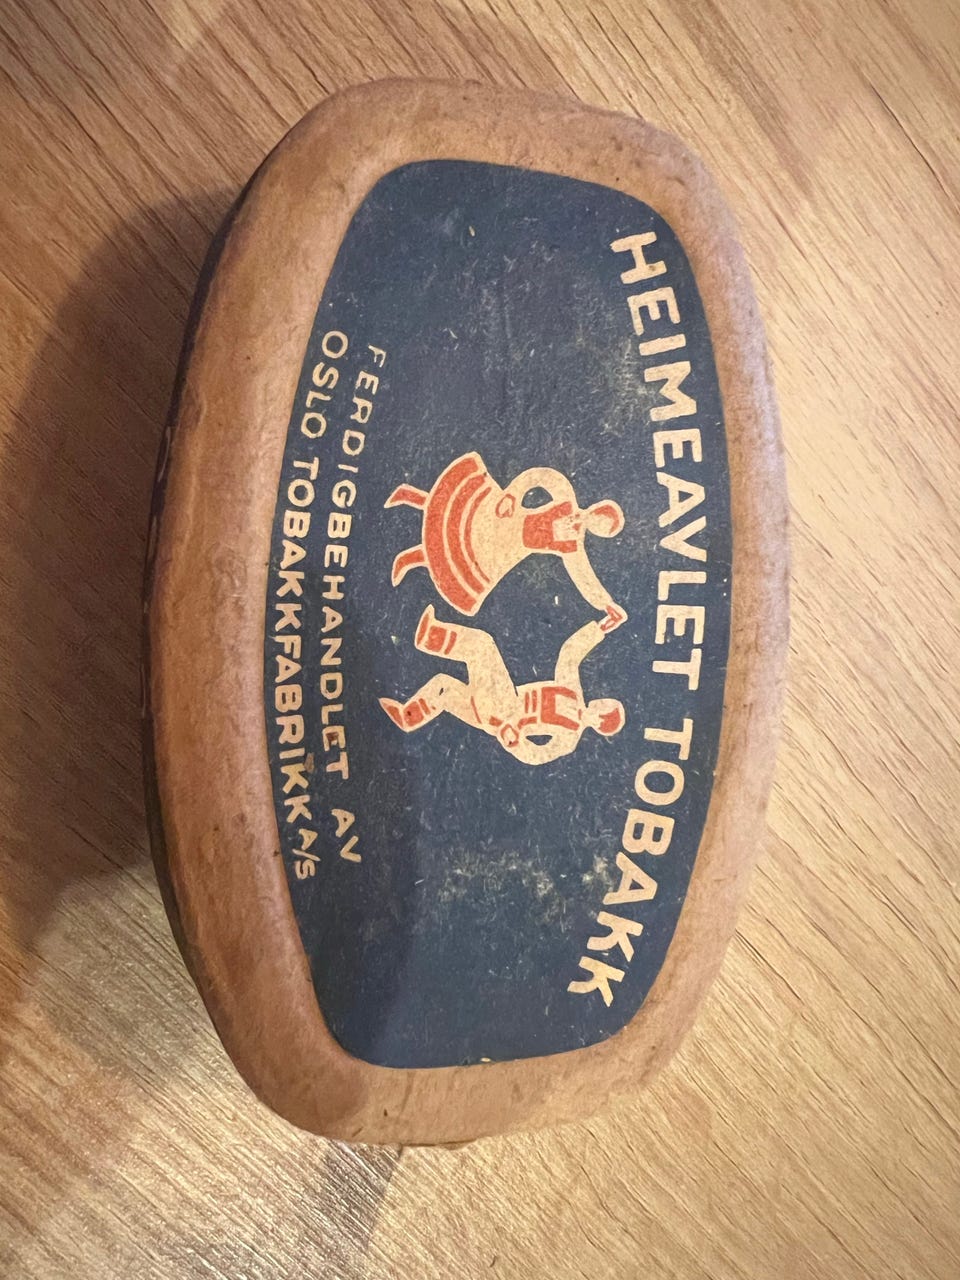 HEIMEAVLET TOBAKK
FERDIGBEHANDLET AV
OSLO TOBAKKFABRIKK A/S